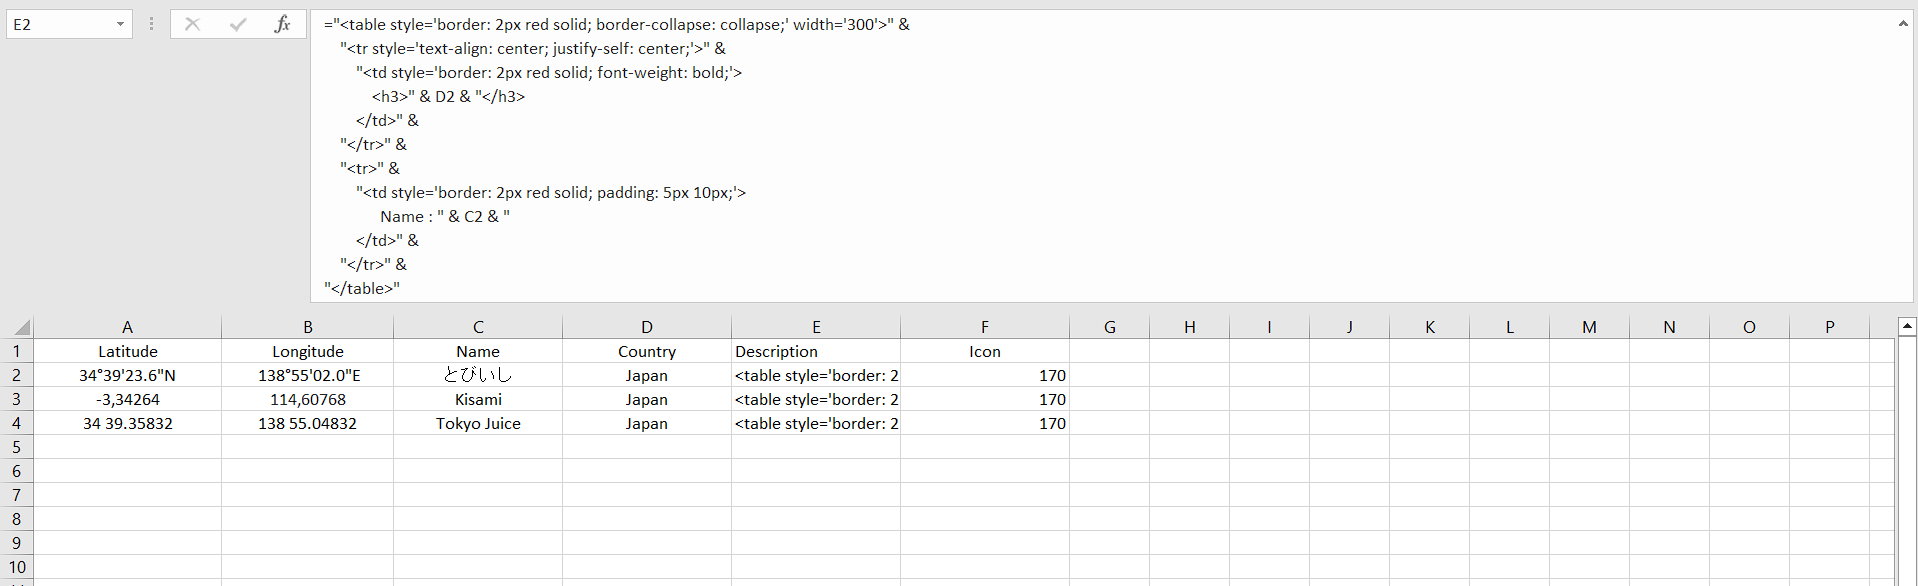 E2
fx
="<table style='border: 2px red solid; border-collapse: collapse;' width='300'>" &
"<tr style='text-align: center; justify-self: center;'>" &
"<td style='border: 2px red solid; font-weight: bold;'>
<h3>" & D2 & "</h3>
</td>" &
"</tr>" &
"<tr>" &
"<td style='border: 2px red solid; padding: 5px 10px;'>
Name : " & C2 & "
</td>" &
"</tr>" &
"</table>"
A B C D E F G H I J K L M N O P
1 Latitude Longitude Name Country Description Icon
2 34°39'23.6"N 138°55'02.0"E とびいし Japan <table style='border: 2 170
3 -3,34264 114,60768 Kisami Japan <table style='border: 2 170
4 34 39.35832 138 55.04832 Tokyo Juice Japan <table style='border: 2 170
5
6
7
8
9
10